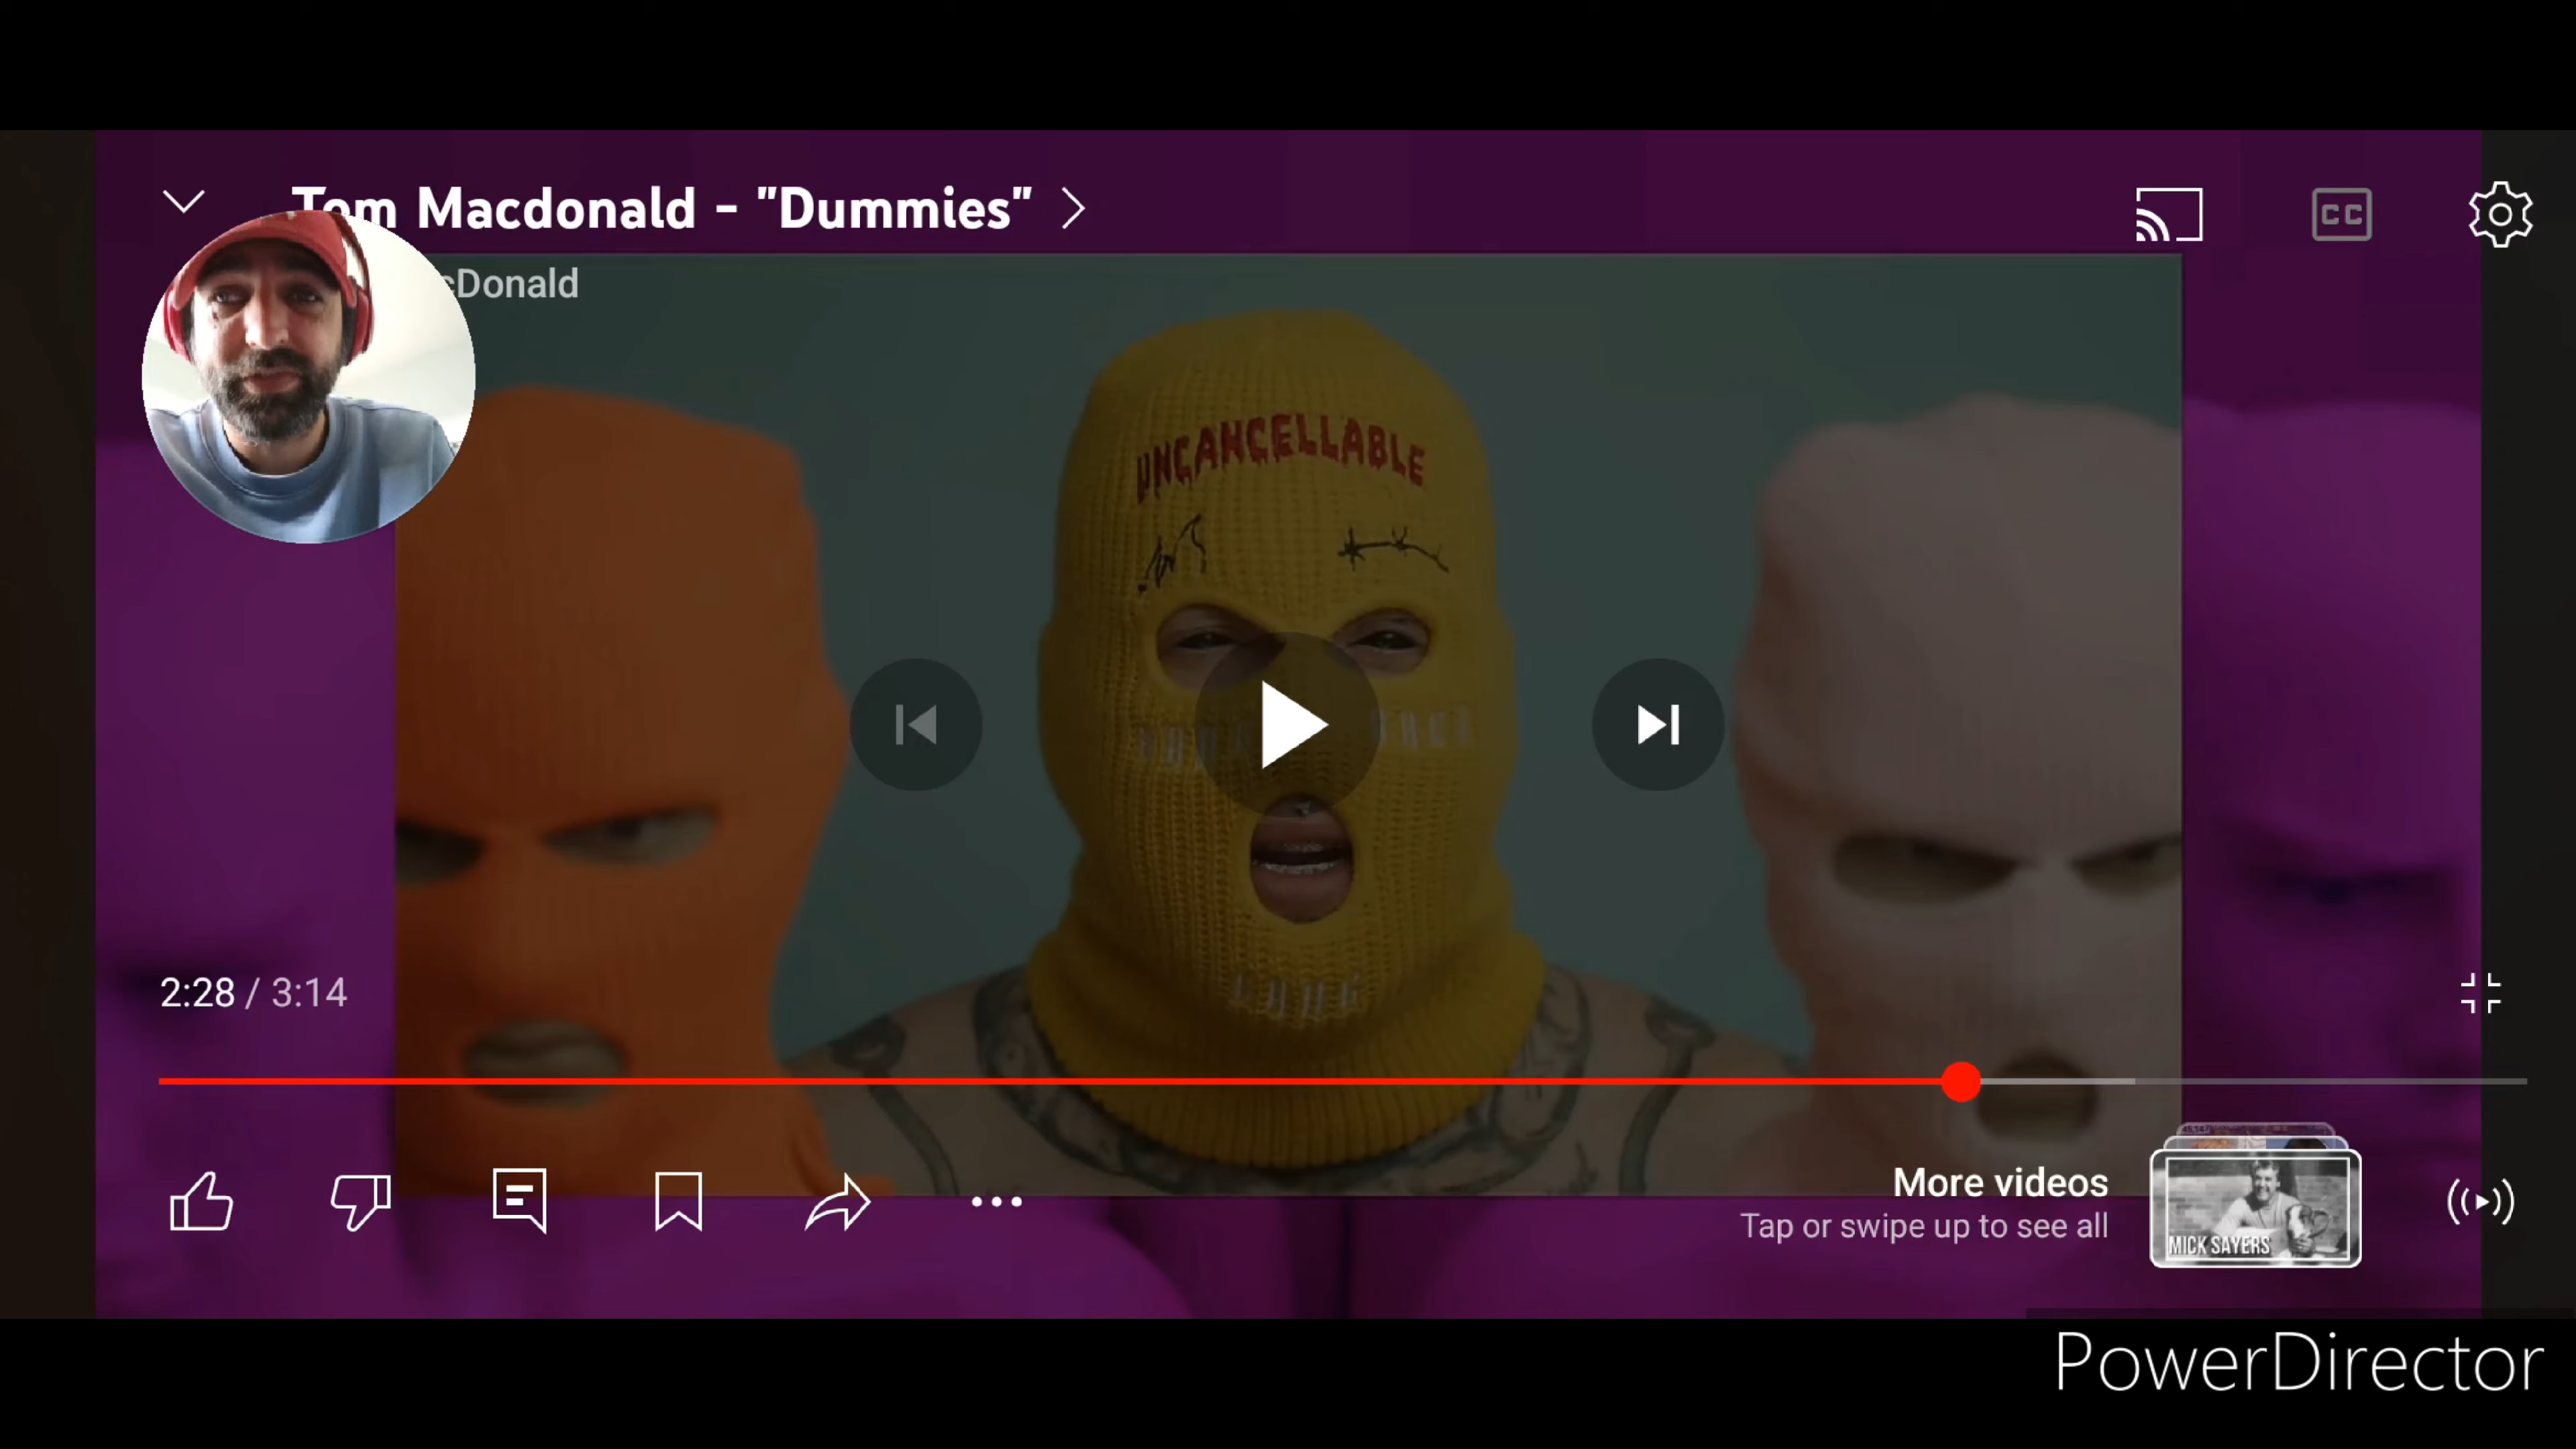 Tom Macdonald - "Dummies"
cDonald
CC
UNCANCELLABLE
2:28 / 3:14
More videos
Tap or swipe up to see all
MICK SAYERS
PowerDirector